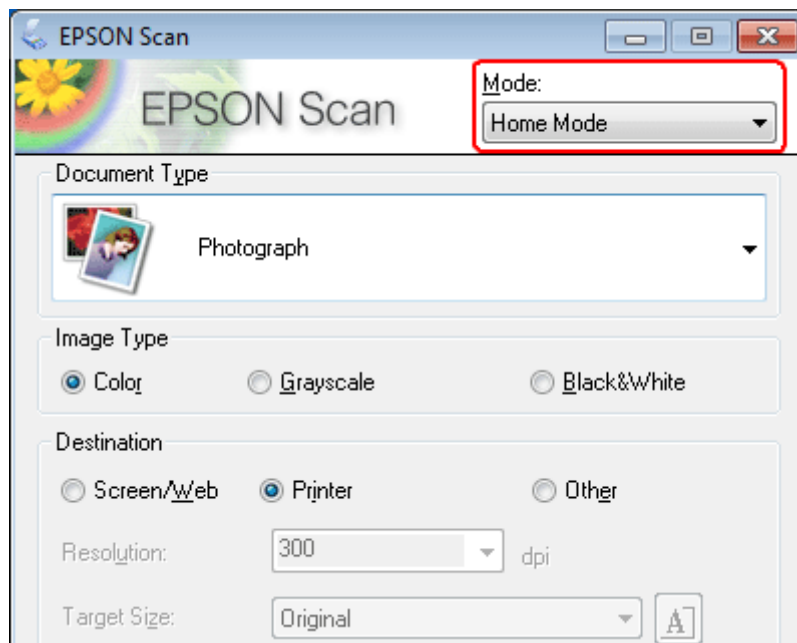 EPSON Scan
EPSON Scan
Mode:
Home Mode
Document Type
Photograph
Image Type
Color Grayscale Black&White
Destination
Screen/Web Printer Other
Resolution: 300 dpi
Target Size: Original A